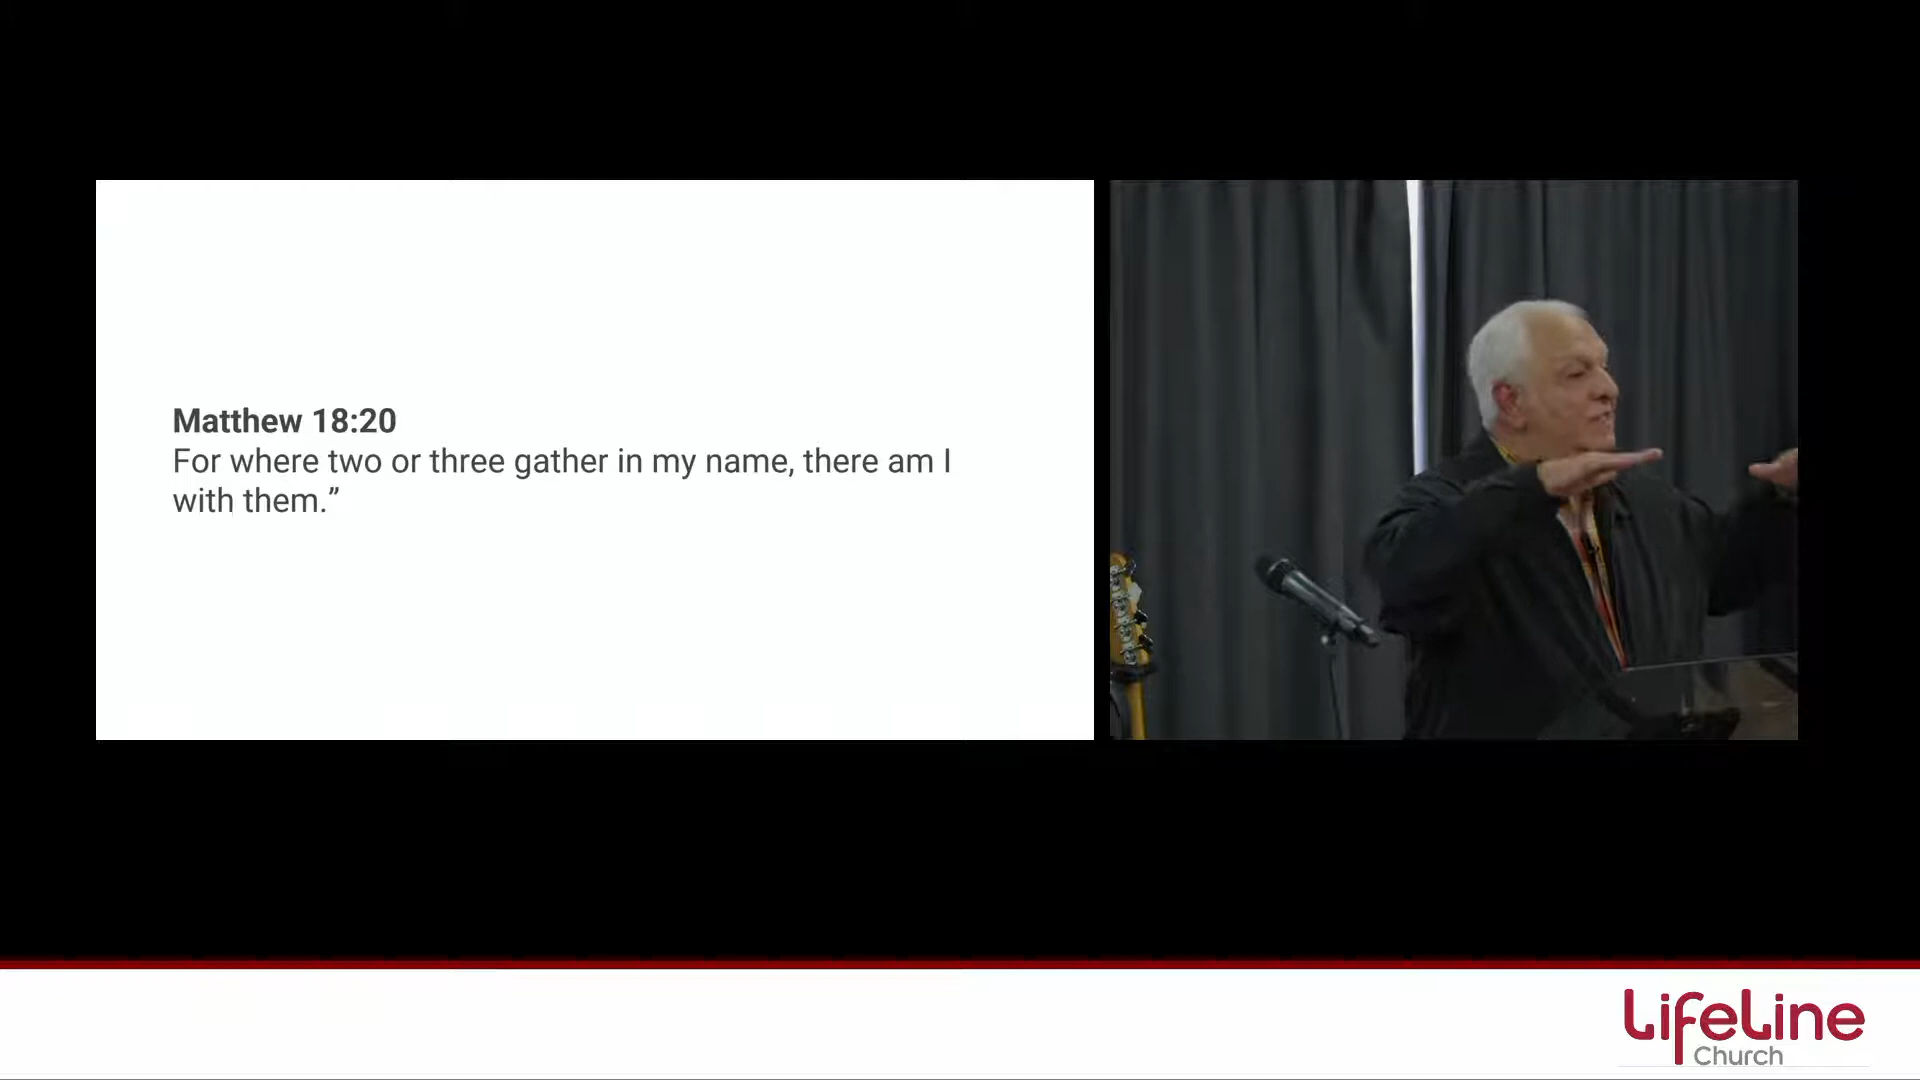 Matthew 18:20
For where two or three gather in my name, there am I
with them.”
LifeLine
Church